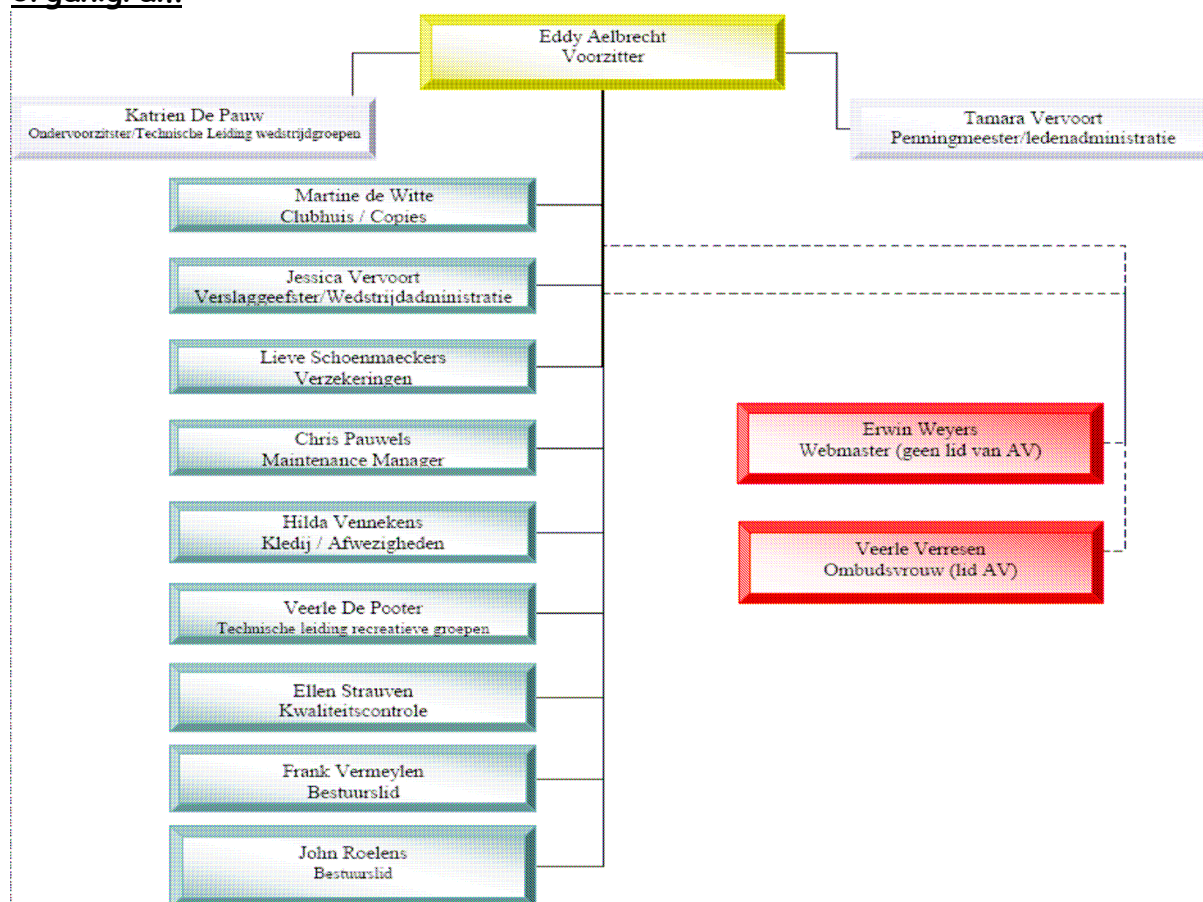 Eddy Aelbrecht
Voorzitter
Katrien De Pauw
Ondervoorzitster/Technische Leiding wedstrijdgroepen
Tamara Vervoort
Penningmeester/ledenadministratie
Martine de Witte
Clubhuis / Copies
Jessica Vervoort
Verslaggeefster/Wedstrijdadministratie
Lieve Schoenmaeckers
Verzekeringen
Chris Pauwels
Maintenance Manager
Hilda Vennekens
Kledij / Afwezigheden
Veerle De Pooter
Technische leiding recreatieve groepen
Ellen Strauven
Kwaliteitscontrole
Frank Vermeylen
Bestuurslid
John Roelens
Bestuurslid
Erwin Weyers
Webmaster (geen lid van AV)
Veerle Verresen
Ombudsvrouw (lid AV)